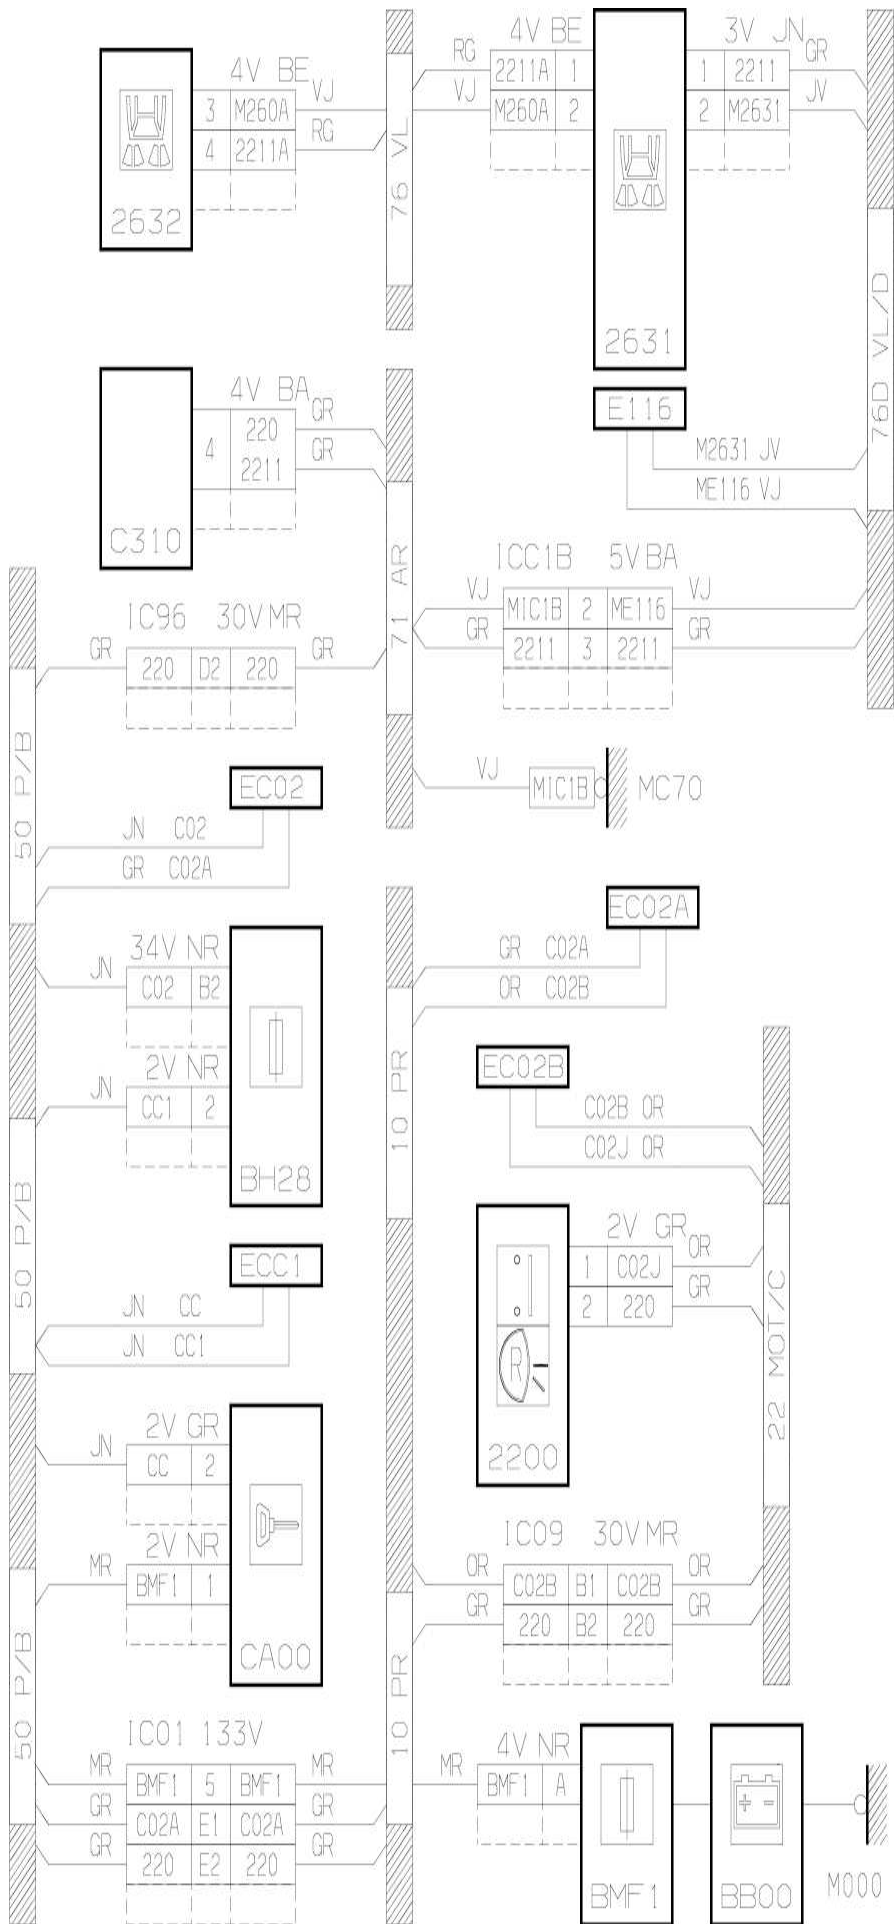 4V BE
3 M260A VJ
4 2211A RG
2632
76 VL
4V BE
RG 2211A 1
VJ M260A 2
3V JN
1 2211 GR
2 M2631 JV
2631
76D VL/D
4V BA
4 220 GR
2211 GR
C310
71 AR
E116
M2631 JV
ME116 VJ
IC96 30V MR
GR 220 D2 220 GR
ICC1B 5V BA
VJ MIC1B 2 ME116 VJ
GR 2211 3 2211 GR
50 P/B
EC02
JN C02
GR C02A
VJ MIC1B MC70
34V NR
JN C02 B2
2V NR
JN CC1 2
BH28
EC02A
GR C02A
OR C02B
10 PR
EC02B
C02B OR
C02J OR
50 P/B
ECC1
JN CC
JN CC1
2V GR
1 C02J OR
2 220 GR
R
2200
22 MOT/C
2V GR
JN CC 2
2V NR
MR BMF1 1
CA00
IC09 30V MR
OR C02B B1 C02B OR
GR 220 B2 220 GR
50 P/B
IC01 133V
MR BMF1 5 BMF1 MR
GR C02A E1 C02A GR
GR 220 E2 220 GR
10 PR
4V NR
MR BMF1 A
BMF1
+ -
BB00
M000